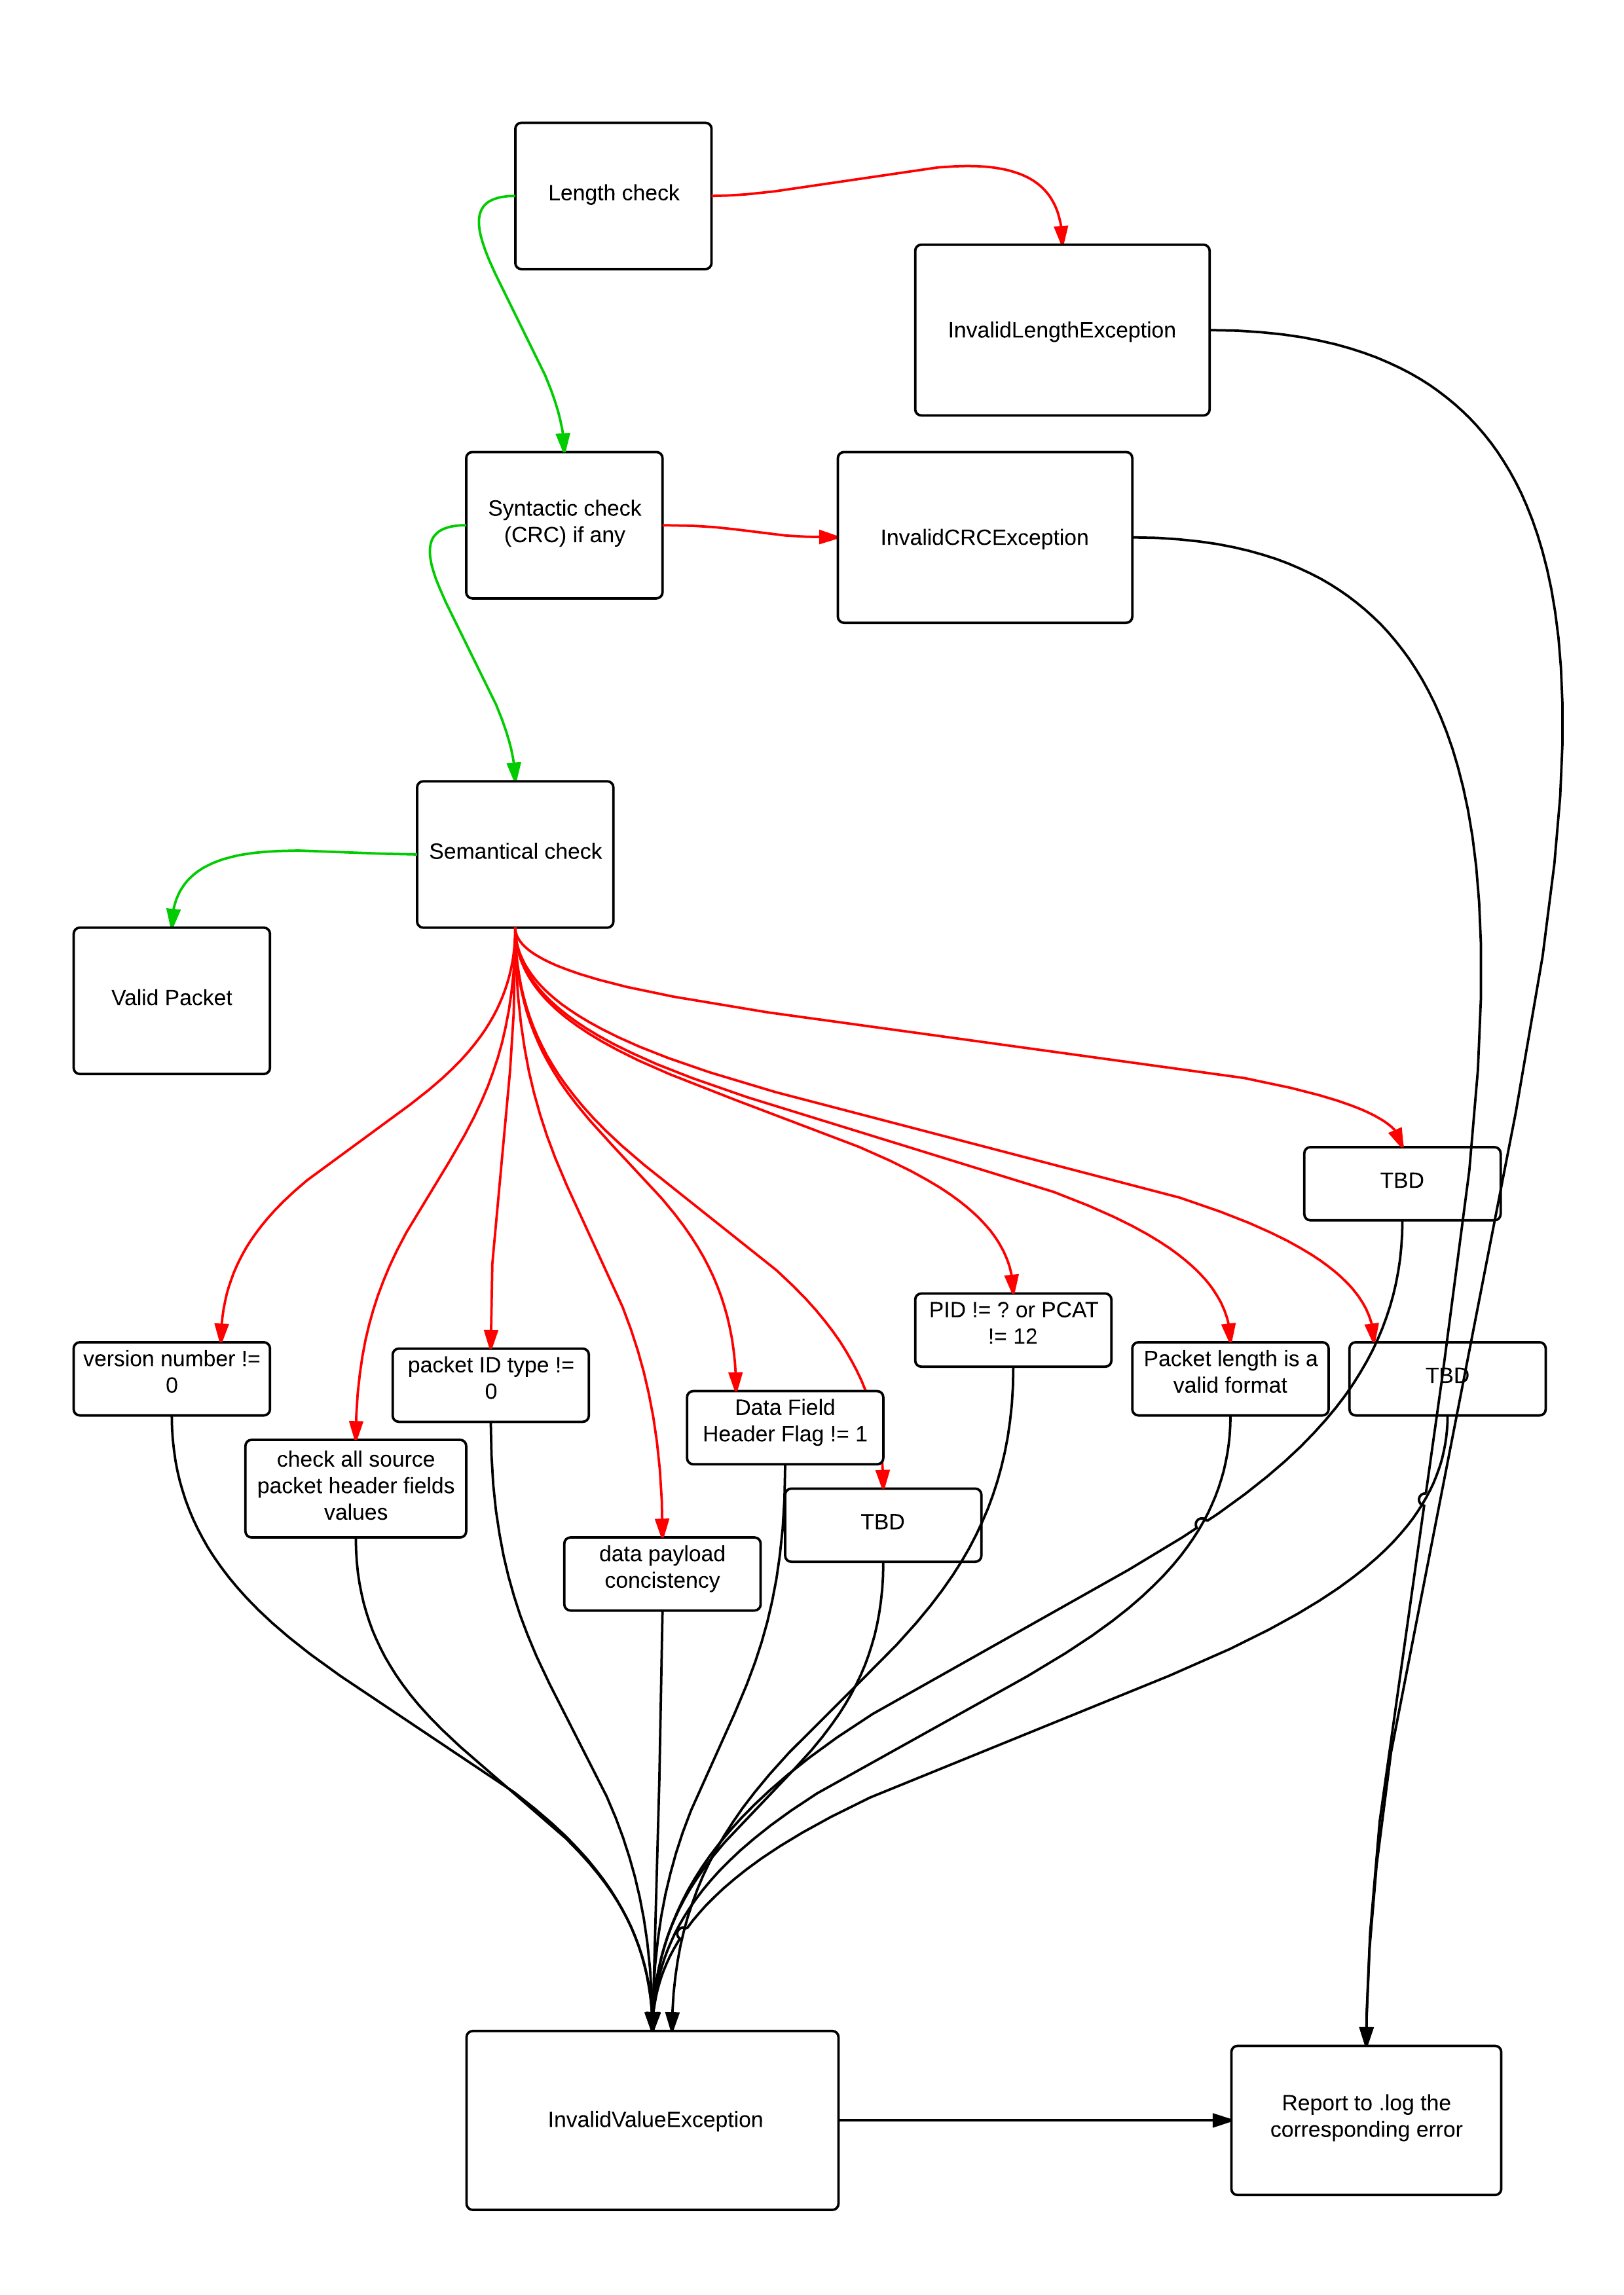 Length check
InvalidLengthException
Syntactic check
(CRC) if any
InvalidCRCException
Semantical check
Valid Packet
TBD
PID != ? or PCAT
!= 12
version number !=
0
packet ID type !=
0
Packet length is a
valid format
TBD
Data Field
Header Flag != 1
check all source
packet header fields
values
TBD
data payload
concistency
InvalidValueException
Report to .log the
corresponding error